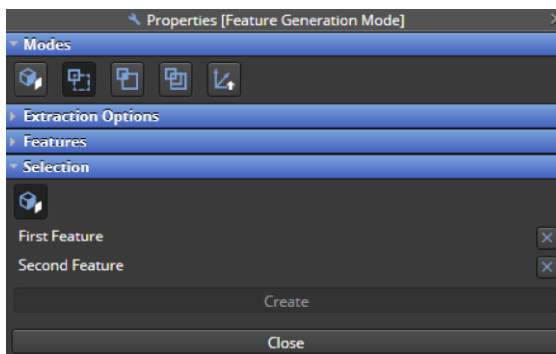 Properties [Feature Generation Mode]
Modes
Extraction Options
Features
Selection
First Feature
Second Feature
Create
Close